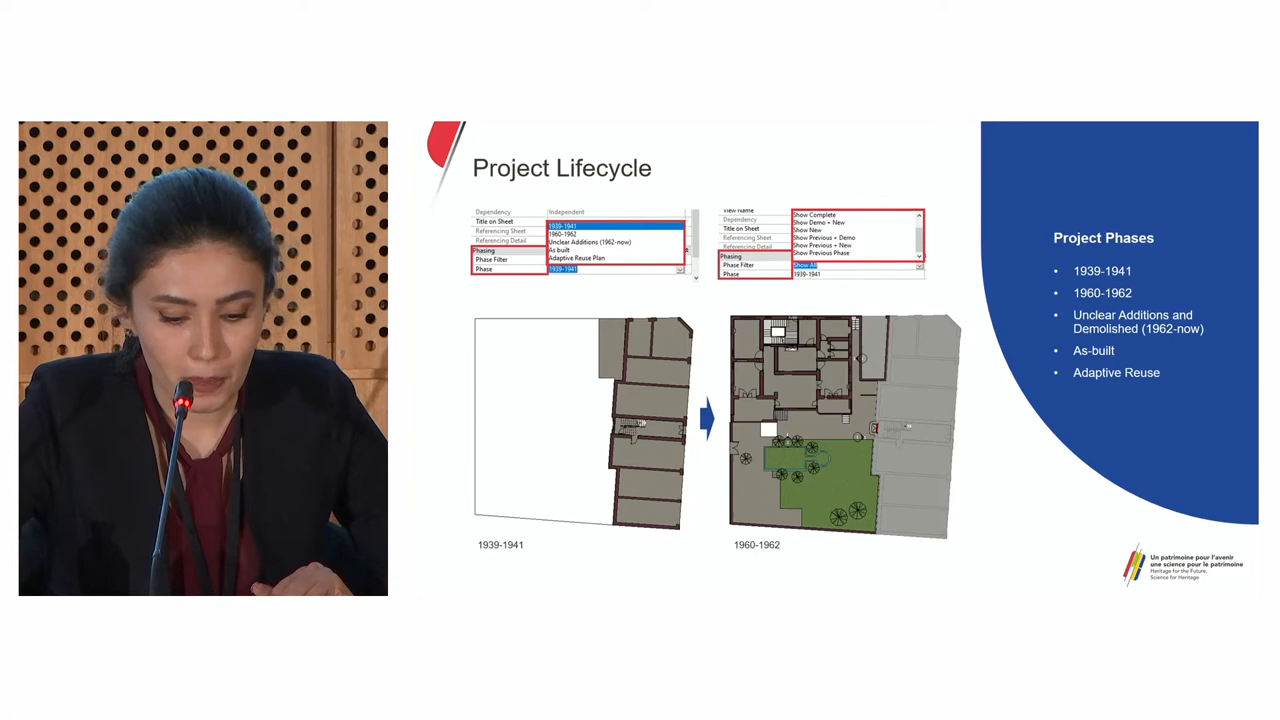 Project Lifecycle
Dependency Independent
Title on Sheet
Referencing Sheet
Referencing Detail
Phasing
Phase Filter
Phase 1939-1941
1939-1941
1960-1962
Unclear Additions (1962-now)
As built
Adaptive Reuse Plan
View Name
Dependency
Title on Sheet
Referencing Sheet
Referencing Detail
Phasing
Phase Filter Show All
Phase 1939-1941
Show Complete
Show Demo + New
Show New
Show Previous + Demo
Show Previous + New
Show Previous Phase
1939-1941
1960-1962
Project Phases
• 1939-1941
• 1960-1962
• Unclear Additions and
Demolished (1962-now)
• As-built
• Adaptive Reuse
Un patrimoine pour l'avenir
une science pour le patrimoine
Heritage for the Future,
Science for Heritage